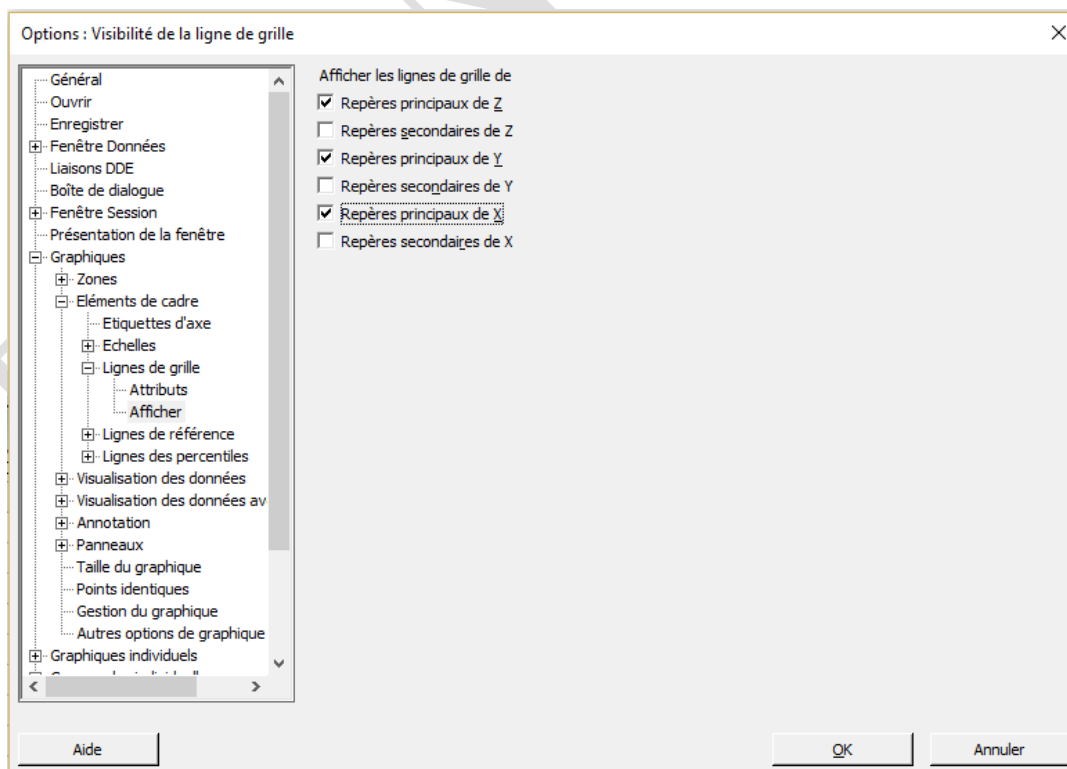 Options : Visibilité de la ligne de grille
Général
Ouvrir
Enregistrer
Fenêtre Données
Liaisons DDE
Boîte de dialogue
Fenêtre Session
Présentation de la fenêtre
Graphiques
Zones
Eléments de cadre
Etiquettes d'axe
Echelles
Lignes de grille
Attributs
Afficher
Lignes de référence
Lignes des percentiles
Visualisation des données
Visualisation des données av
Annotation
Panneaux
Taille du graphique
Points identiques
Gestion du graphique
Autres options de graphique
Graphiques individuels
Afficher les lignes de grille de
Repères principaux de Z
Repères secondaires de Z
Repères principaux de Y
Repères secondaires de Y
Repères principaux de X
Repères secondaires de X
Aide
OK
Annuler